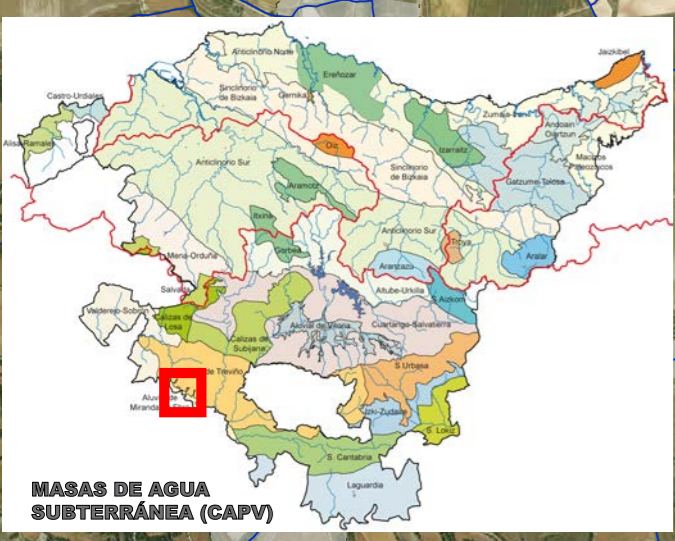 Anticlinorio Norte
Ereñozar
Jaizkibel
Sinclinorio
de Bizkaia
Gernika
Castro-Urdiales
Zumaia-
Andoain
Oiartzun
Alisa-Ramales
Oiz
Izarraitz
Macizos
Anticlinorio Sur
Sinclinorio
de Bizkaia
Gatzume-Tolosa
Aramotz
Itxina
Anticlinorio Sur
Troya
Mena-Orduña
Gorbea
Aralar
Aranzazu
Salvada
Altube-Urkilla
S.Aizkorri
Valderejo-Sobrón
Calizas de
Losa
Aluvial de Vitoria
Cuartango-Salvatierra
Calizas de
Subijana
de Treviño
S.Urbasa
Aluvial de
Miranda
Izki-Zudaire
S. Lokiz
S. Cantabria
Laguardia
MASAS DE AGUA
SUBTERRÁNEA (CAPV)